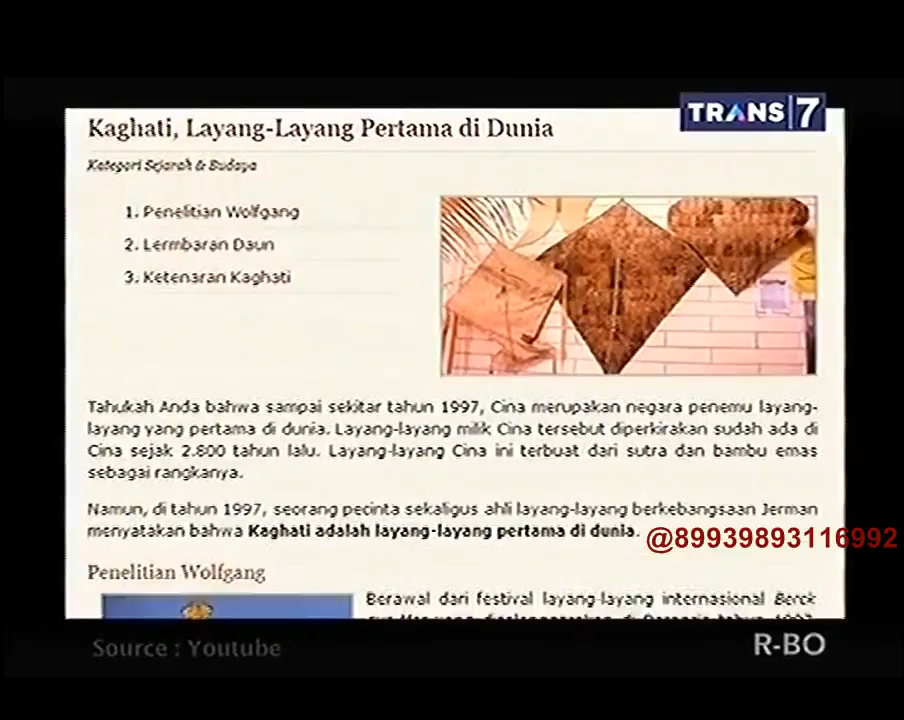 TRANS 7
Kaghati, Layang-Layang Pertama di Dunia
Kategori Sejarah & Budaya
1. Penelitian Wolfgang
2. Lermbaran Daun
3. Ketenaran Kaghati
Tahukah Anda bahwa sampai sekitar tahun 1997, Cina merupakan negara penemu layang-
layang yang pertama di dunia. Layang-layang milik Cina tersebut diperkirakan sudah ada di
Cina sejak 2.800 tahun lalu. Layang-layang Cina ini terbuat dari sutra dan bambu emas
sebagai rangkanya.
Namun, di tahun 1997, seorang pecinta sekaligus ahli layang-layang berkebangsaan Jerman
menyatakan bahwa Kaghati adalah layang-layang pertama di dunia.
@89939893116992
Penelitian Wolfgang
Berawal dari festival layang-layang internasional Berck
Source : Youtube
R-BO